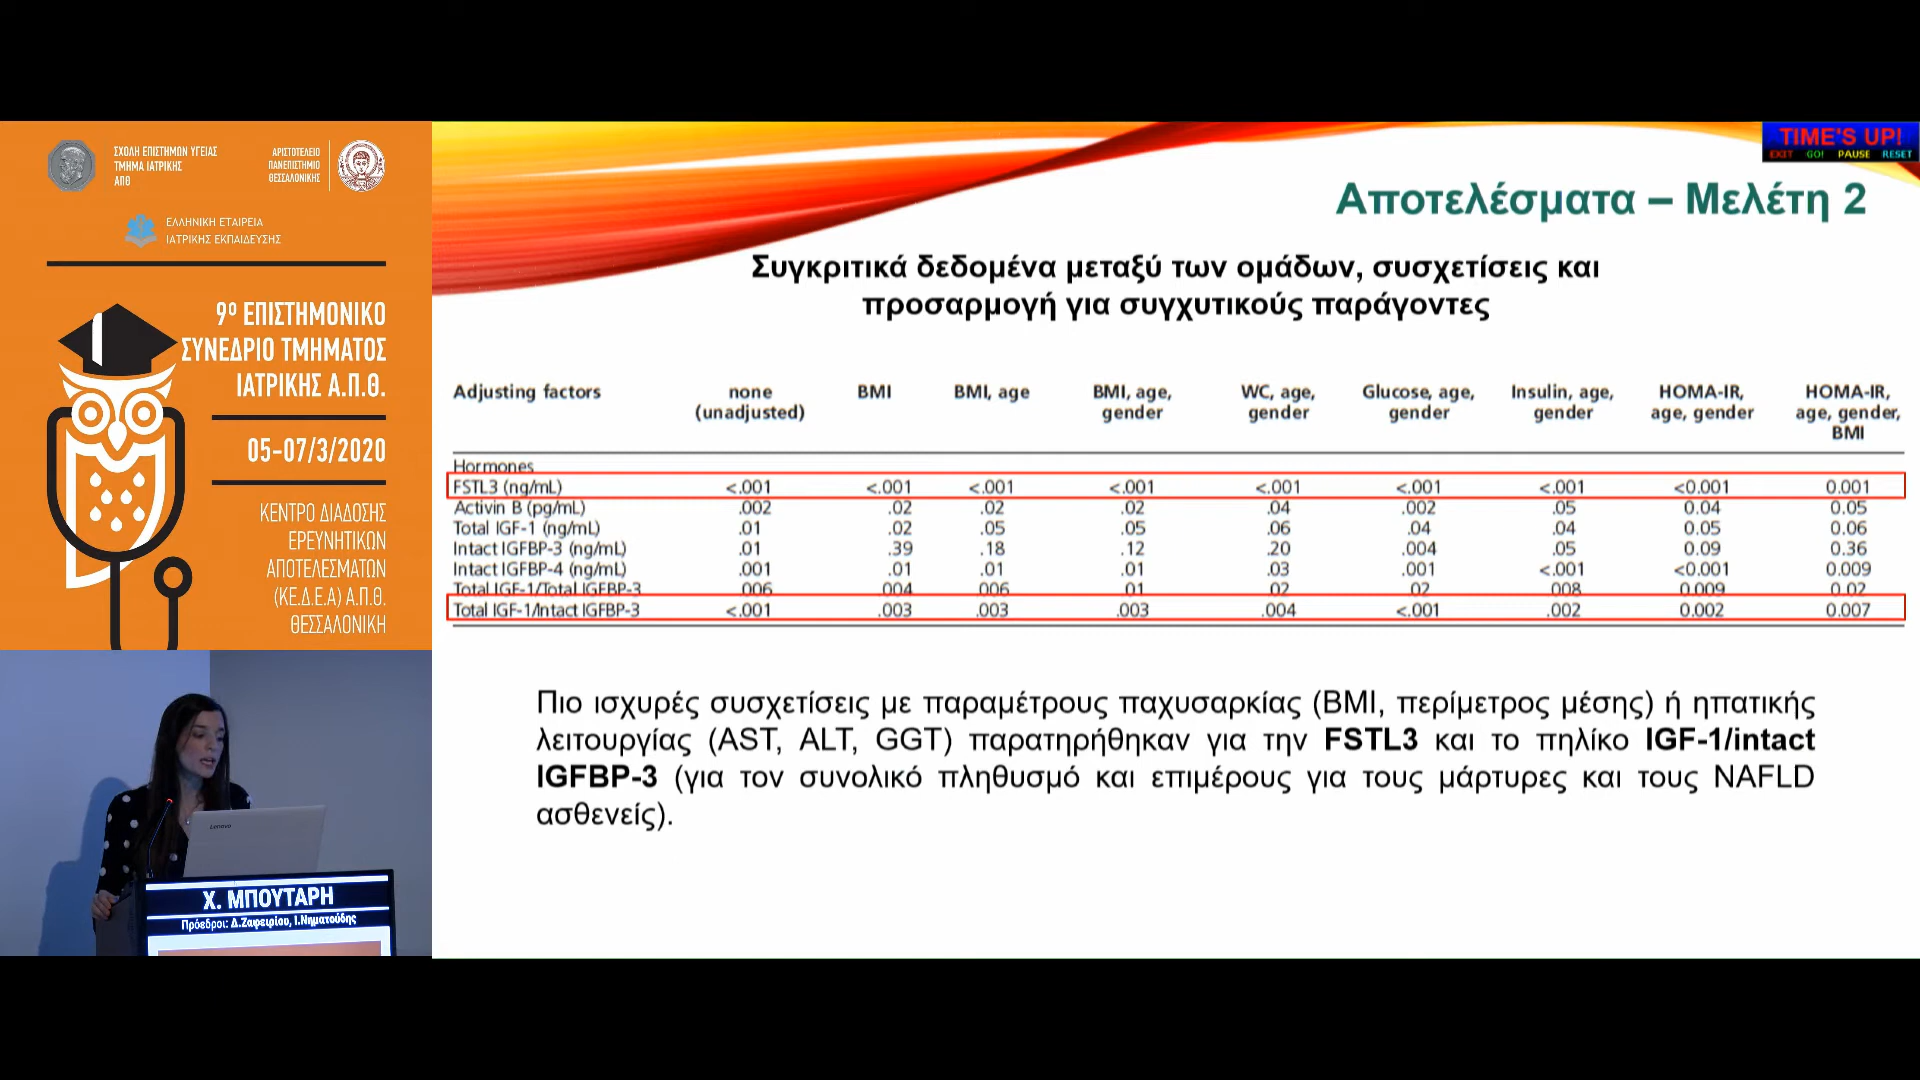 ΣΧΟΛΗ ΕΠΙΣΤΗΜΩΝ ΥΓΕΙΑΣ
ΤΜΗΜΑ ΙΑΤΡΙΚΗΣ
ΑΠΘ
ΑΡΙΣΤΟΤΕΛΕΙΟ
ΠΑΝΕΠΙΣΤΗΜΙΟ
ΘΕΣΣΑΛΟΝΙΚΗΣ
ΕΛΛΗΝΙΚΗ ΕΤΑΙΡΕΙΑ
ΙΑΤΡΙΚΗΣ ΕΚΠΑΙΔΕΥΣΗΣ
9ο ΕΠΙΣΤΗΜΟΝΙΚΟ
ΣΥΝΕΔΡΙΟ ΤΜΗΜΑΤΟΣ
ΙΑΤΡΙΚΗΣ Α.Π.Θ.
05-07/3/2020
ΚΕΝΤΡΟ ΔΙΑΔΟΣΗΣ
ΕΡΕΥΝΗΤΙΚΩΝ
ΑΠΟΤΕΛΕΣΜΑΤΩΝ
(ΚΕ.Δ.Ε.Α) Α.Π.Θ.
ΘΕΣΣΑΛΟΝΙΚΗ
Lenovo
Χ. ΜΠΟΥΤΑΡΗ
Πρόεδροι: Δ.Ζαφειρίου, Ι.Νηματούδης
TIME'S UP!
EXIT GO! PAUSE RESET
Αποτελέσματα – Μελέτη 2
Συγκριτικά δεδομένα μεταξύ των ομάδων, συσχετίσεις και
προσαρμογή για συγχυτικούς παράγοντες
Adjusting factors none BMI BMI, age BMI, age, WC, age, Glucose, age, Insulin, age, HOMA-IR, HOMA-IR,
(unadjusted) gender gender gender gender age, gender age, gender,
BMI
Hormones
FSTL3 (ng/mL) <.001 <.001 <.001 <.001 <.001 <.001 <.001 <0.001 0.001
Activin B (pg/mL) .002 .02 .02 .02 .04 .002 .05 0.04 0.05
Total IGF-1 (ng/mL) .01 .02 .05 .05 .06 .04 .04 0.05 0.06
Intact IGFBP-3 (ng/mL) .01 .39 .18 .12 .20 .004 .05 0.09 0.36
Intact IGFBP-4 (ng/mL) .001 .01 .01 .01 .03 .001 <.001 <0.001 0.009
Total IGF-1/Total IGFBP-3 .006 .004 .006 .01 .02 .02 .008 0.009 0.02
Total IGF-1/Intact IGFBP-3 <.001 .003 .003 .003 .004 <.001 .002 0.002 0.007
Πιο ισχυρές συσχετίσεις με παραμέτρους παχυσαρκίας (BMI, περίμετρος μέσης) ή ηπατικής
λειτουργίας (AST, ALT, GGT) παρατηρήθηκαν για την FSTL3 και το πηλίκο IGF-1/intact
IGFBP-3 (για τον συνολικό πληθυσμό και επιμέρους για τους μάρτυρες και τους NAFLD
ασθενείς).